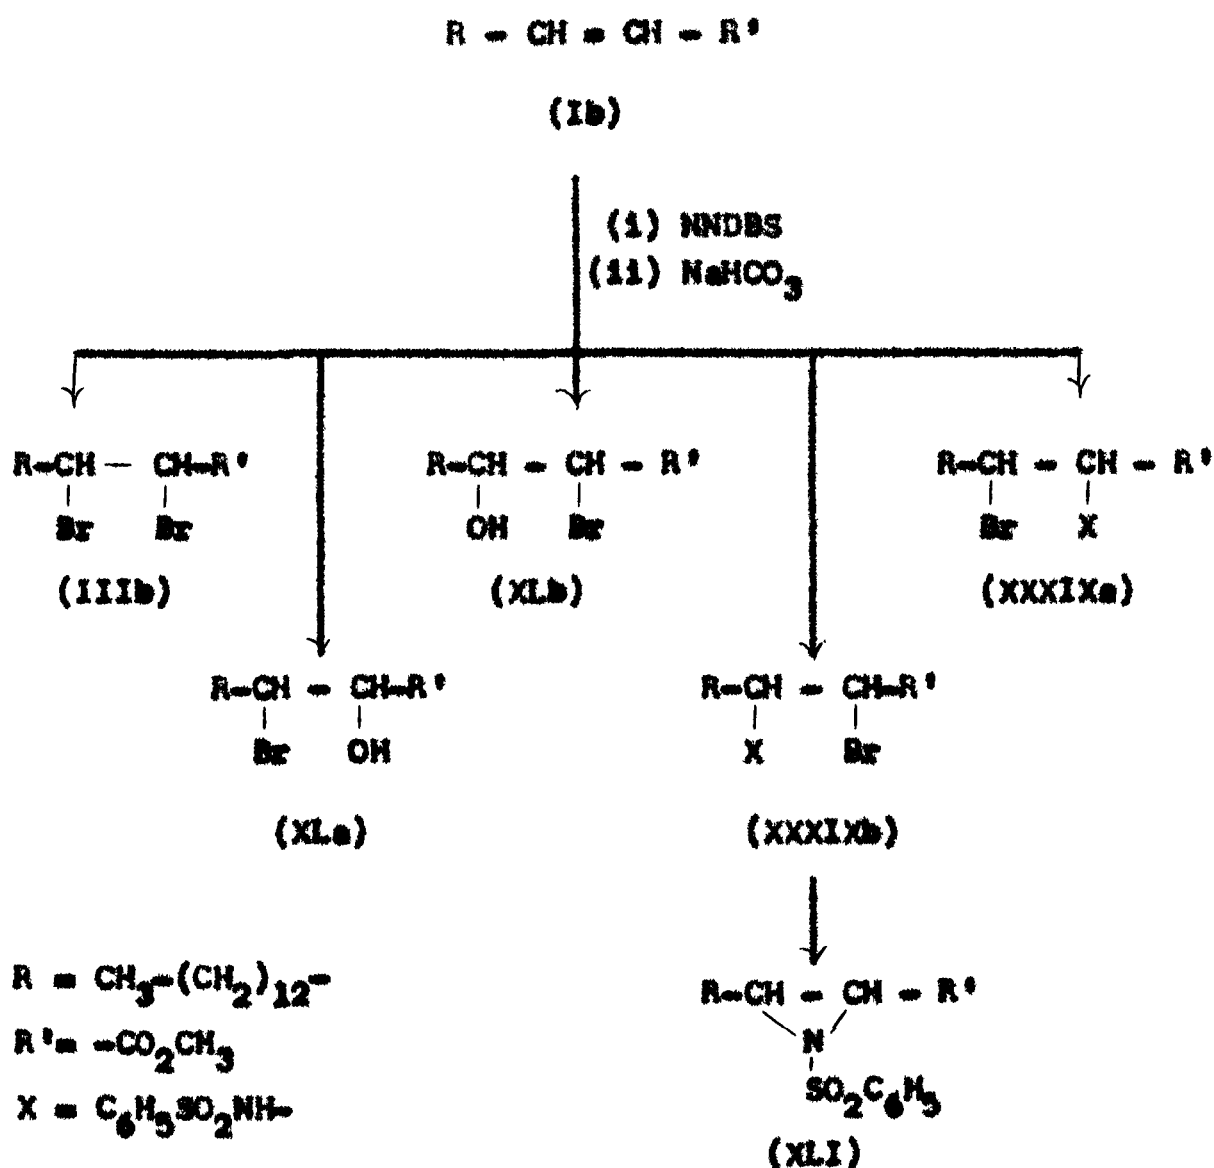 R - CH = CH - R'
(Ib)
(i) NNDBS
(ii) NaHCO3
R-CH — CH-R'
Br Br
(IIIb)
R-CH - CH - R'
OH Br
(XLb)
R-CH - CH - R'
Br X
(XXXIXa)
R-CH - CH-R'
Br OH
(XLa)
R-CH - CH-R'
X Br
(XXXIXb)
R = CH3-(CH2)12-
R'= -CO2CH3
X = C6H5SO2NH-
R-CH - CH - R'
N
SO2C6H5
(XLI)